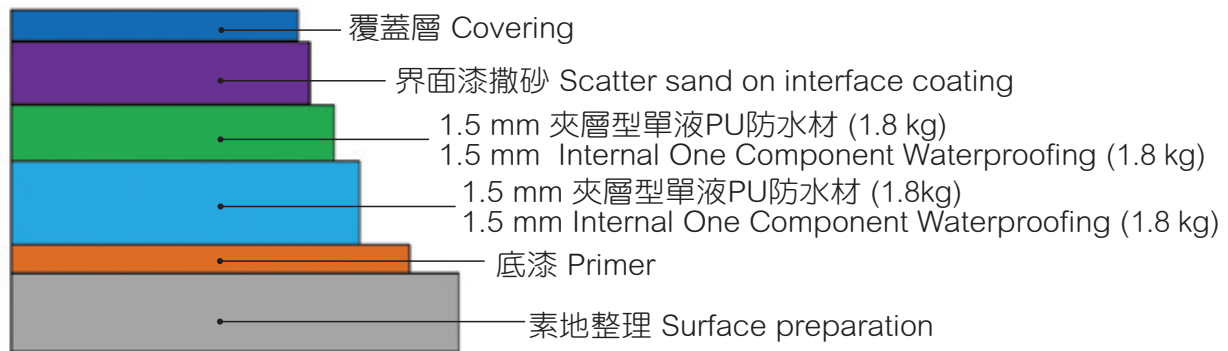 覆蓋層 Covering
界面漆撒砂 Scatter sand on interface coating
1.5 mm 夾層型單液PU防水材 (1.8 kg)
1.5 mm Internal One Component Waterproofing (1.8 kg)
1.5 mm 夾層型單液PU防水材 (1.8kg)
1.5 mm Internal One Component Waterproofing (1.8 kg)
底漆 Primer
素地整理 Surface preparation